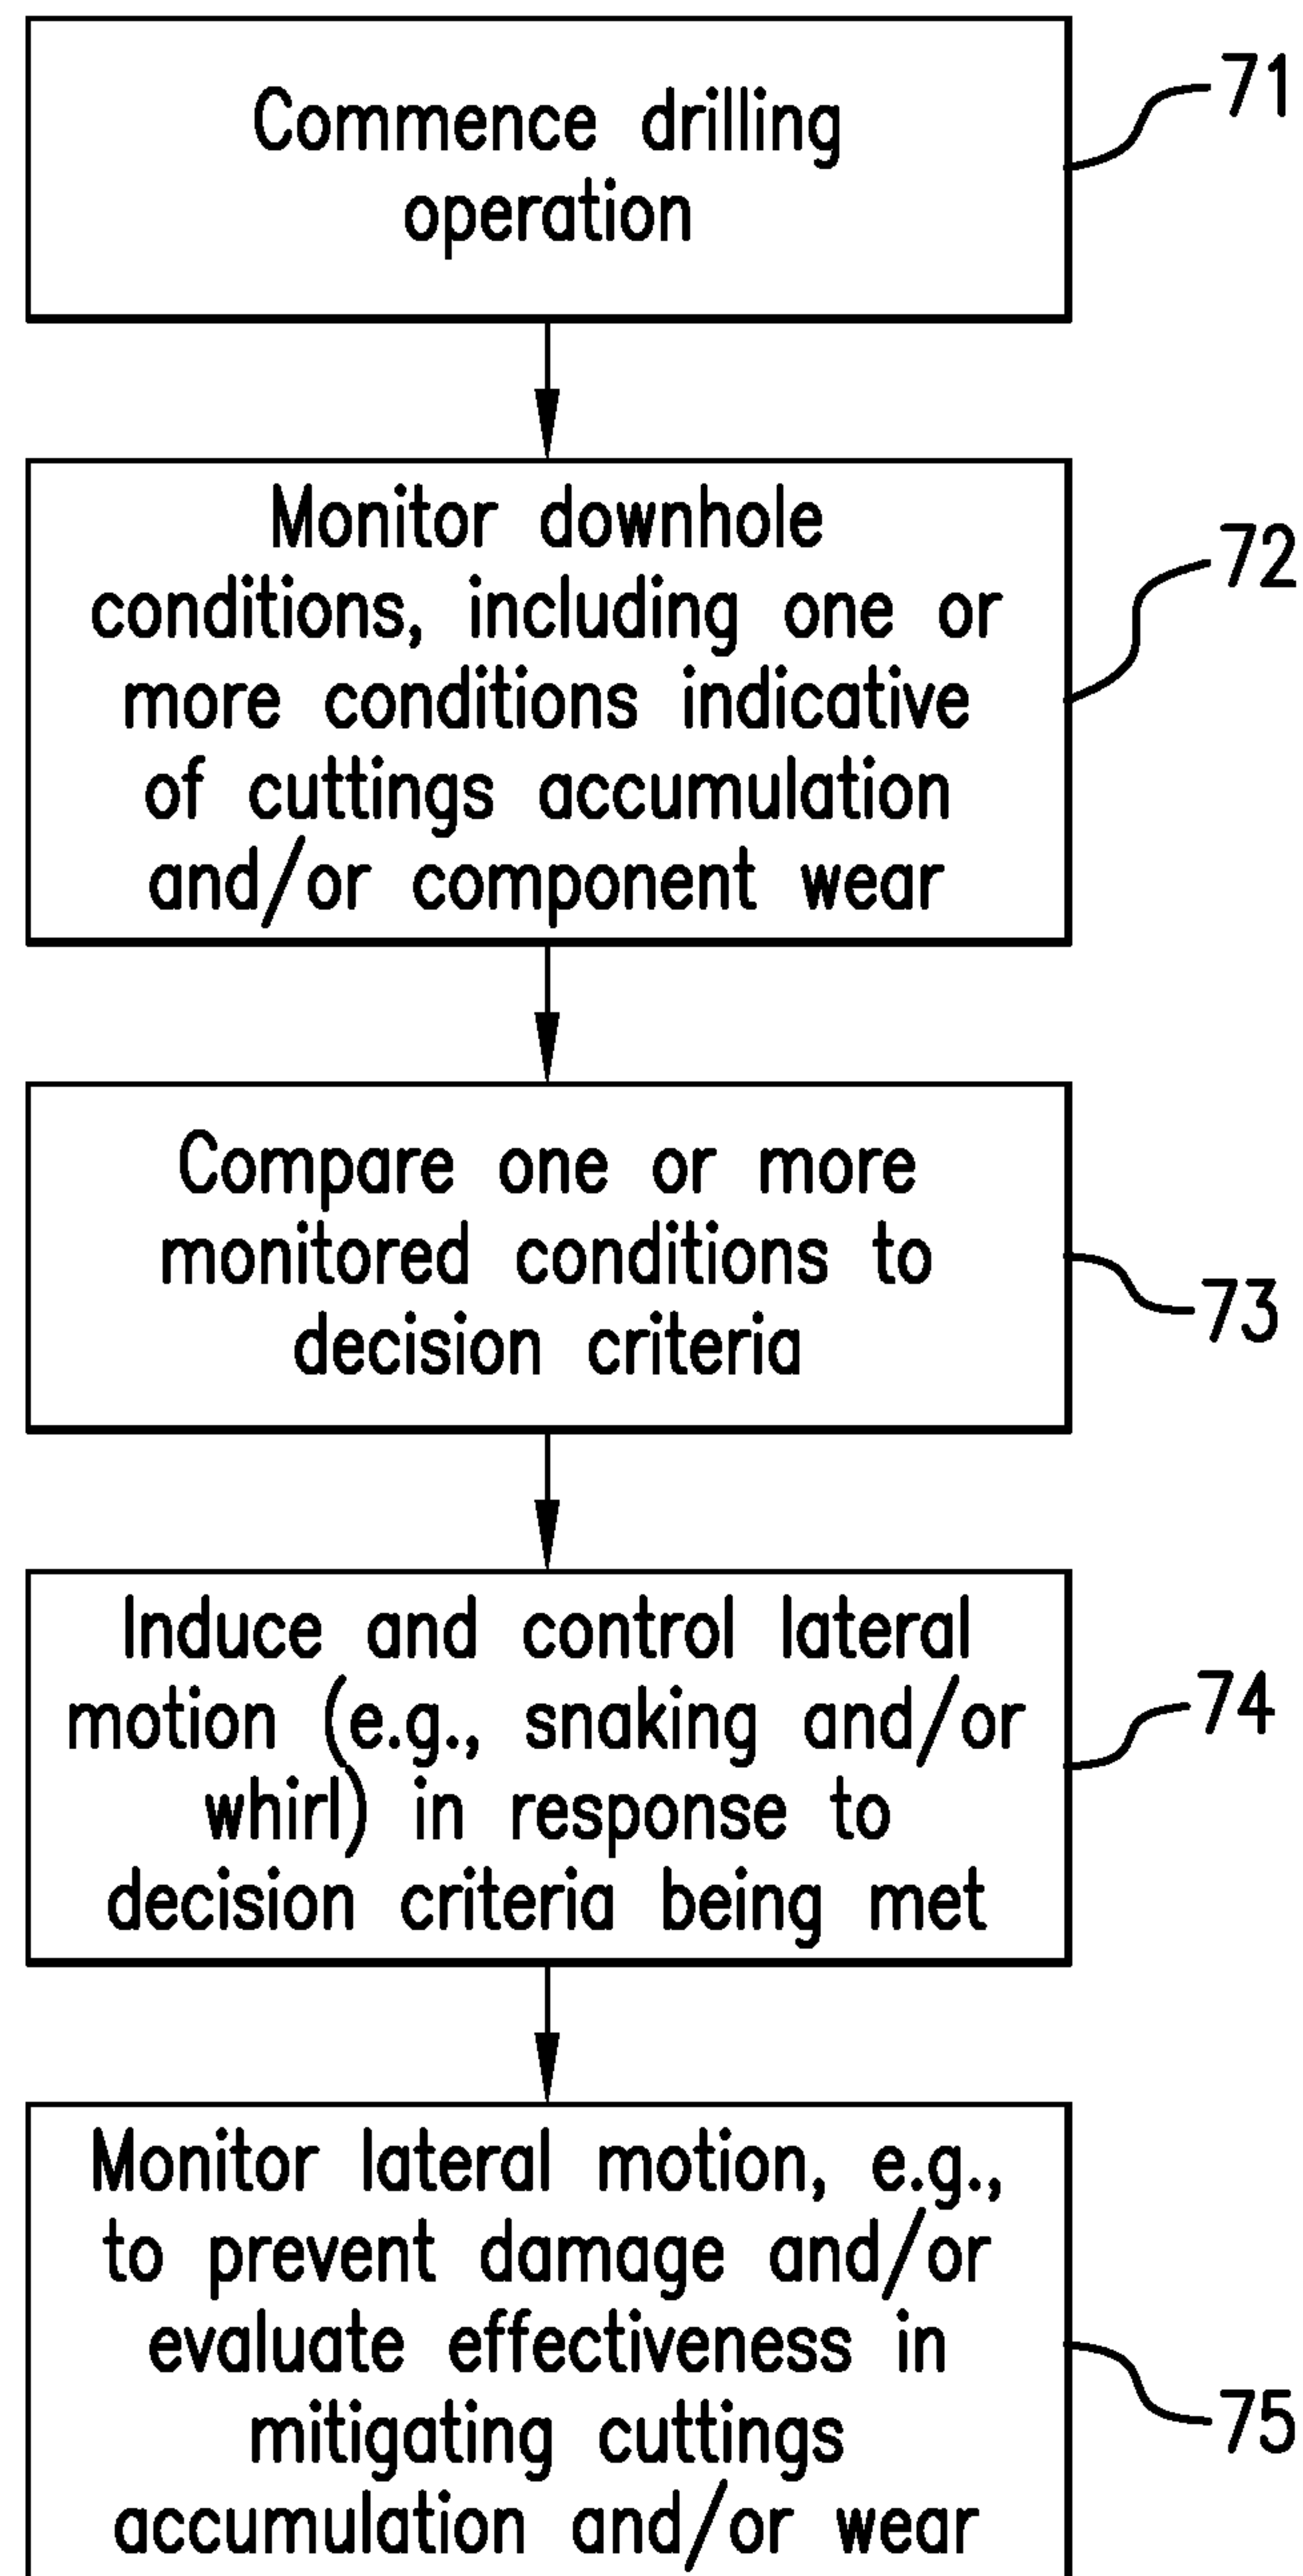 Commence drilling
operation
71
Monitor downhole
conditions, including one or
more conditions indicative
of cuttings accumulation
and/or component wear
72
Compare one or more
monitored conditions to
decision criteria
73
Induce and control lateral
motion (e.g., snaking and/or
whirl) in response to
decision criteria being met
74
Monitor lateral motion, e.g.,
to prevent damage and/or
evaluate effectiveness in
mitigating cuttings
accumulation and/or wear
75